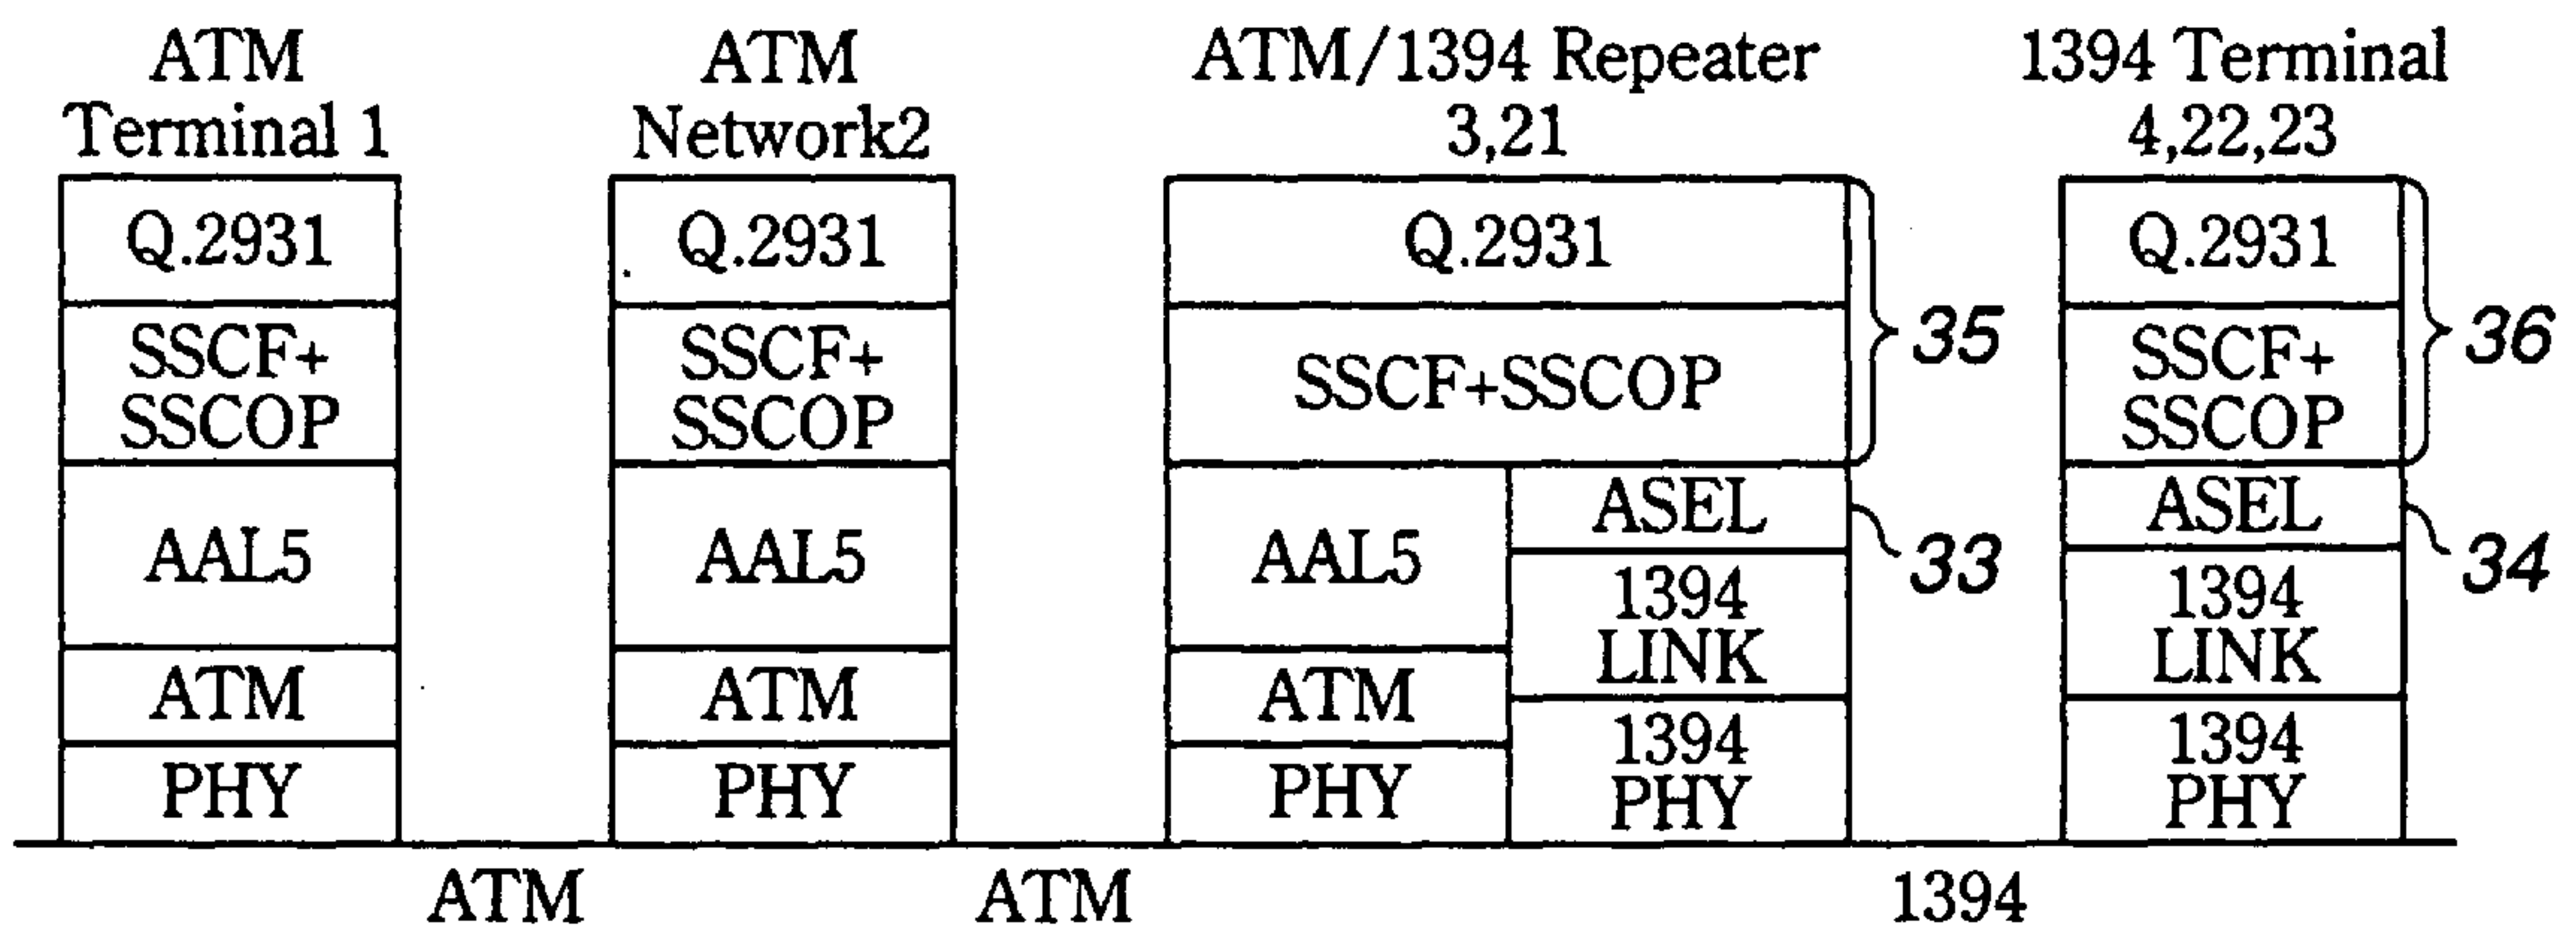 ATM
Terminal 1
ATM
Network2
ATM/1394 Repeater
3,21
1394 Terminal
4,22,23
Q.2931
SSCF+
SSCOP
AAL5
ATM
PHY
Q.2931
SSCF+
SSCOP
AAL5
ATM
PHY
Q.2931
SSCF+SSCOP
AAL5
ATM
PHY
ASEL
1394
LINK
1394
PHY
35
33
Q.2931
SSCF+
SSCOP
ASEL
1394
LINK
1394
PHY
36
34
ATM
ATM
1394